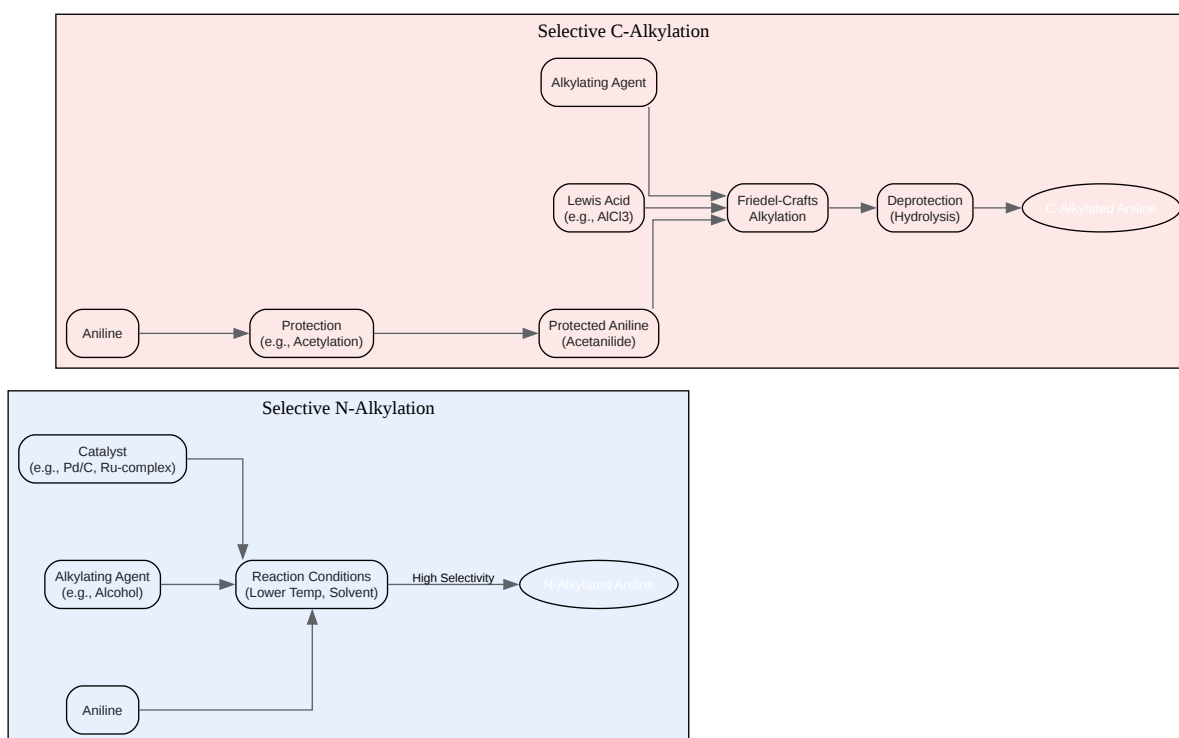 Selective C-Alkylation
Alkylating Agent
Lewis Acid
(e.g., AlCl3)
Friedel-Crafts
Alkylation
Deprotection
(Hydrolysis)
C-Alkylated Aniline
Aniline
Protection
(e.g., Acetylation)
Protected Aniline
(Acetanilide)
Selective N-Alkylation
Catalyst
(e.g., Pd/C, Ru-complex)
Alkylating Agent
(e.g., Alcohol)
Reaction Conditions
(Lower Temp, Solvent)
High Selectivity
N-Alkylated Aniline
Aniline